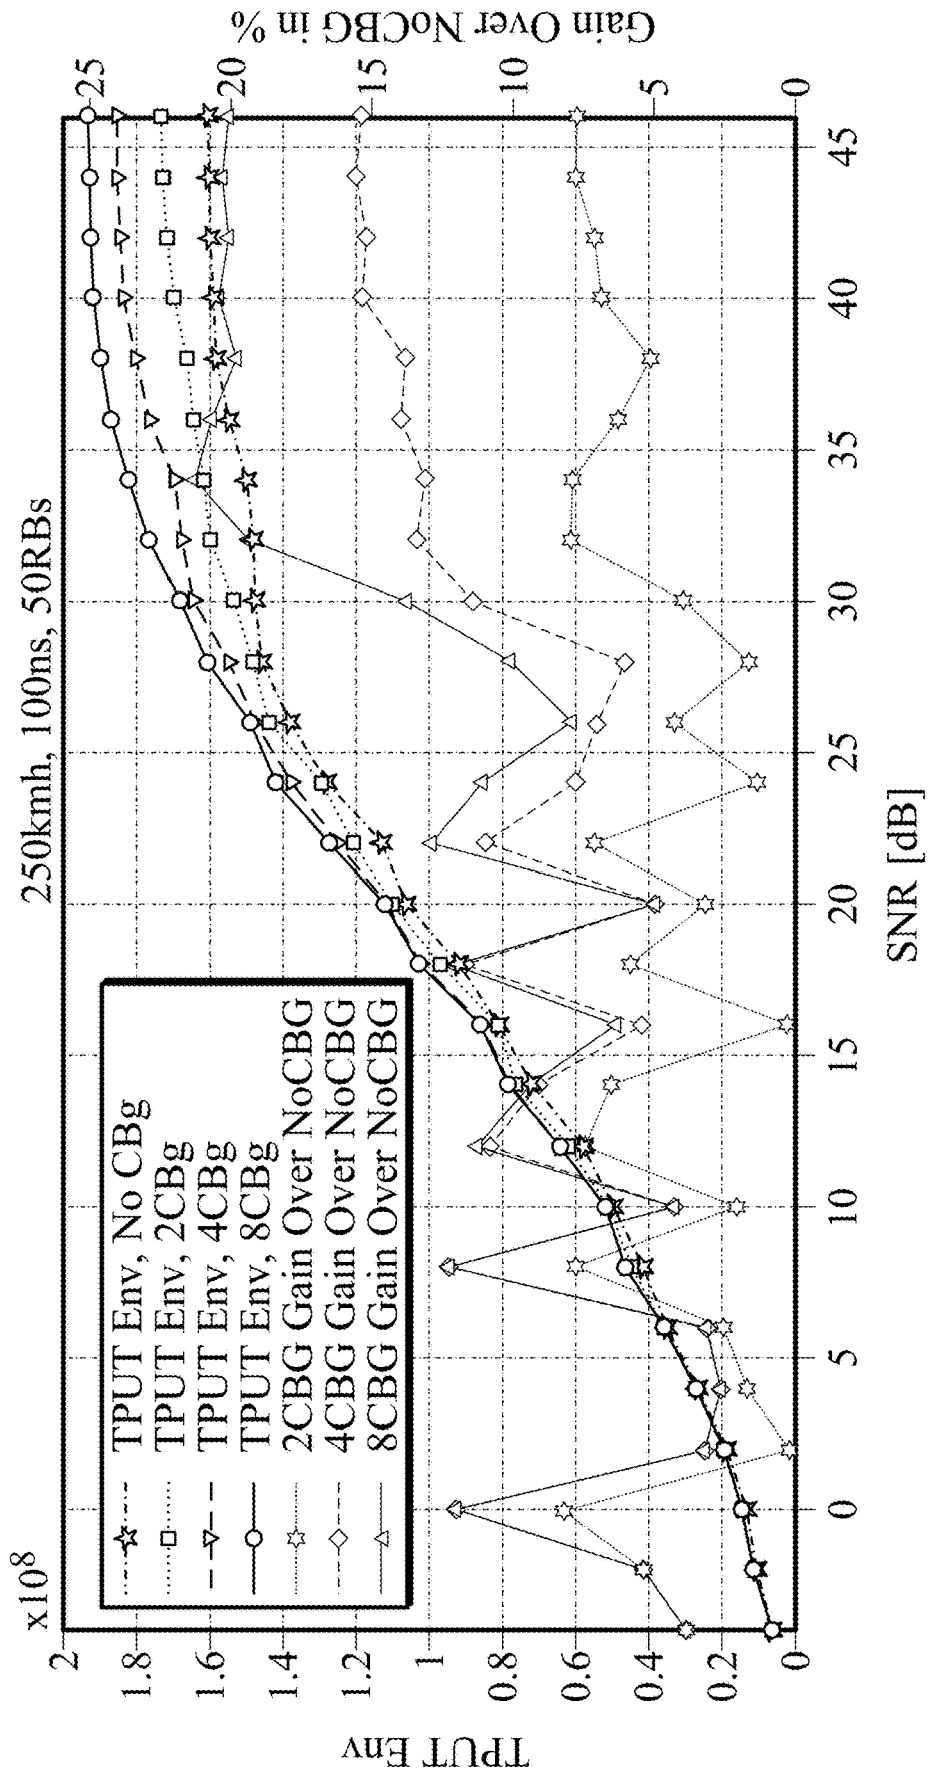 250kmh, 100ns, 50RBs
x10⁸
TPUT Env, No CBg
TPUT Env, 2CBg
TPUT Env, 4CBg
TPUT Env, 8CBg
2CBG Gain Over NoCBG
4CBG Gain Over NoCBG
8CBG Gain Over NoCBG
TPUT Env
2
1.8
1.6
1.4
1.2
1
0.8
0.6
0.4
0.2
0
Gain Over NoCBG in %
25
20
15
10
5
0
0
5
10
15
20
25
30
35
40
45
SNR [dB]